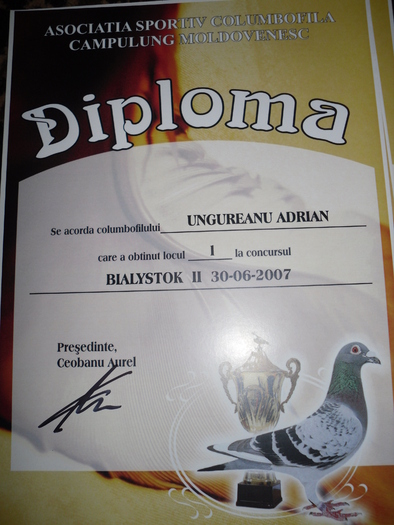 ASOCIATIA SPORTIV COLUMBOFILA
CAMPULUNG MOLDOVENESC
Diploma
Se acorda columbofilului UNGUREANU ADRIAN
care a obtinut locul I la concursul
BIALYSTOK II 30-06-2007
Preşedinte,
Ceobanu Aurel